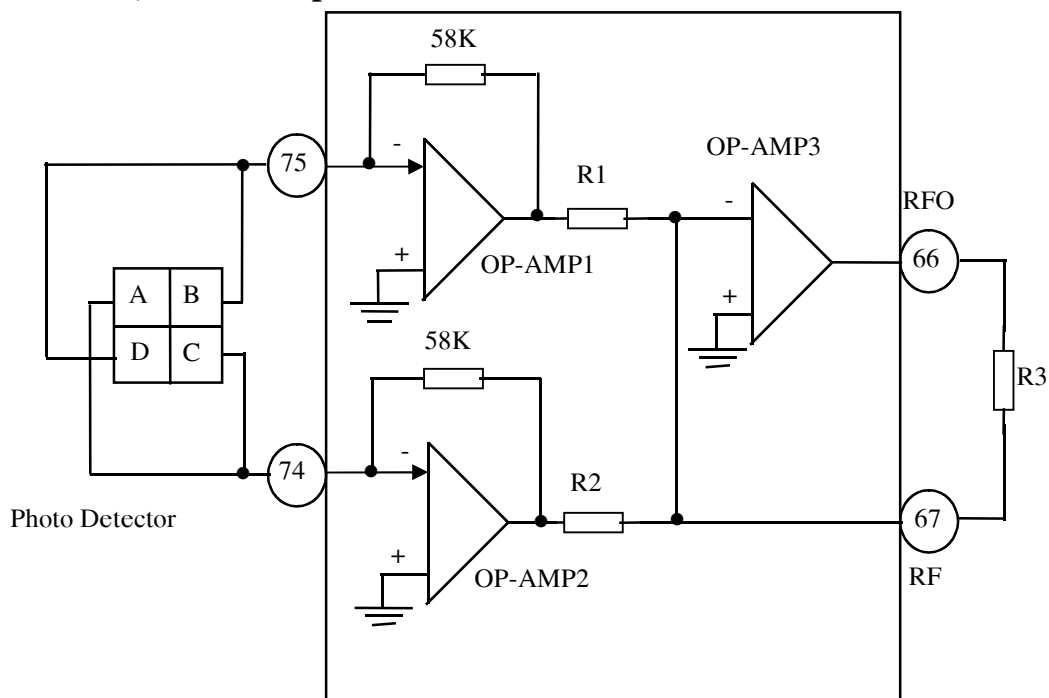 58K
OP-AMP3
75
-
R1
-
RFO
+
OP-AMP1
66
A B
+
58K
D C
R3
74
-
R2
Photo Detector
67
+
OP-AMP2
RF